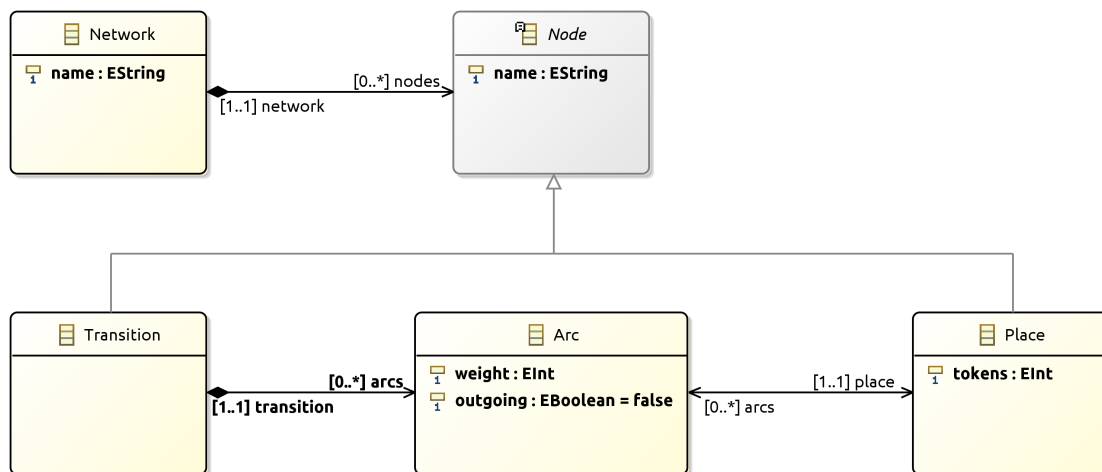 Network
name : EString
Node
name : EString
[0..*] nodes
[1..1] network
Transition
Arc
weight : EInt
outgoing : EBoolean = false
Place
tokens : EInt
[0..*] arcs
[1..1] transition
[1..1] place
[0..*] arcs